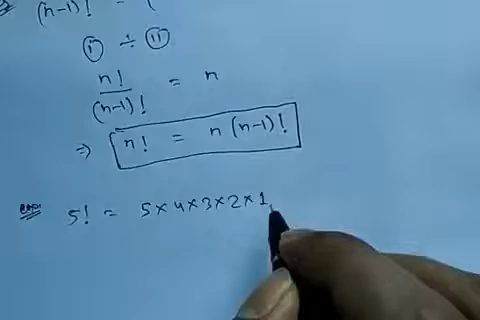 (n-1)! = (
i ÷ ii
n!/(n-1)! = n
⇒ n! = n (n-1)!
5! = 5×4×3×2×1